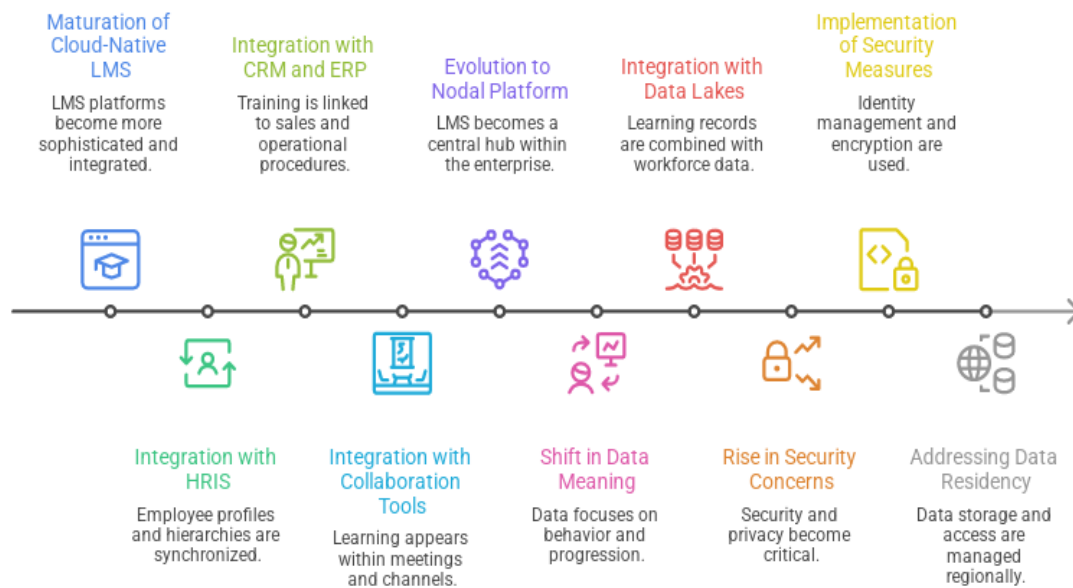 Maturation of
Cloud-Native
LMS
LMS platforms
become more
sophisticated and
integrated.
Integration with
HRIS
Employee profiles
and hierarchies are
synchronized.
Integration with
CRM and ERP
Training is linked
to sales and
operational
procedures.
Integration with
Collaboration
Tools
Learning appears
within meetings
and channels.
Evolution to
Nodal Platform
LMS becomes a
central hub within
the enterprise.
Shift in Data
Meaning
Data focuses on
behavior and
progression.
Integration with
Data Lakes
Learning records
are combined with
workforce data.
Rise in Security
Concerns
Security and
privacy become
critical.
Implementation
of Security
Measures
Identity
management and
encryption are
used.
Addressing Data
Residency
Data storage and
access are
managed
regionally.